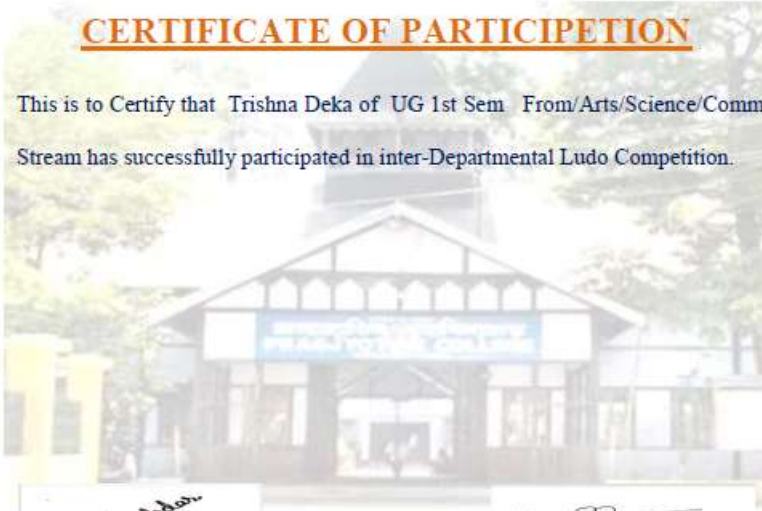 CERTIFICATE OF PARTICIPETION
This is to Certify that Trishna Deka of UG 1st Sem From/Arts/Science/Comm
Stream has successfully participated in inter-Departmental Ludo Competition.
COLLEGE